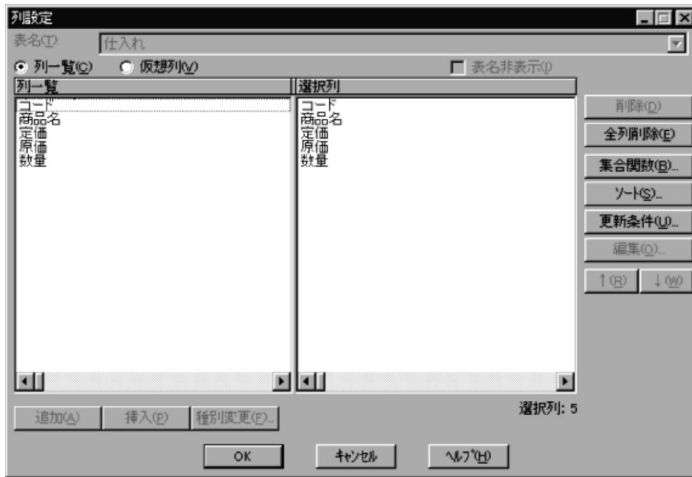 列設定
表名(T): 仕入れ
列一覧(C) 仮想列(V) 表名非表示(I)
列一覧 選択列
コード コード
商品名 商品名
定価 定価
原価 原価
数量 数量
削除(D)
全列削除(E)
集合関数(B)...
ソート(S)...
更新条件(U)...
編集(O)...
↑(R) ↓(W)
選択列: 5
追加(A) 挿入(P) 種別変更(F)...
OK キャンセル ヘルプ(H)